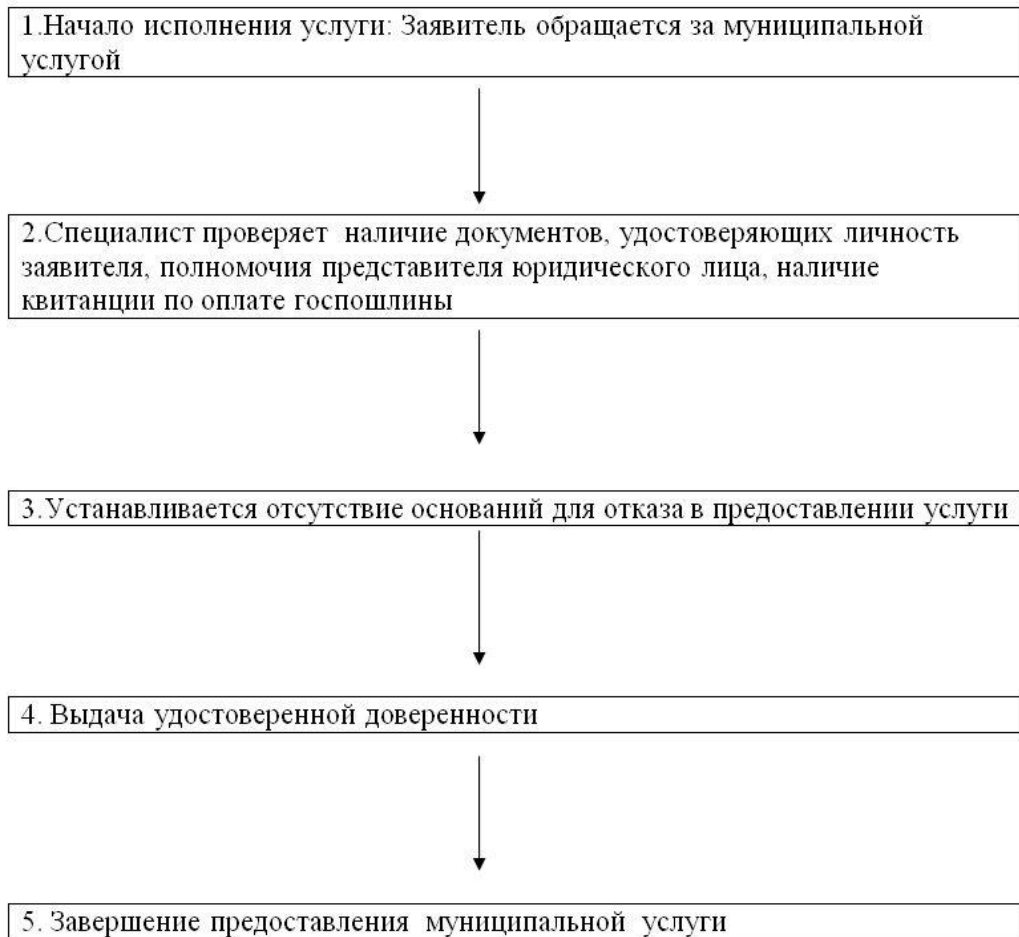 1.Начало исполнения услуги: Заявитель обращается за муниципальной
услугой
2.Специалист проверяет наличие документов, удостоверяющих личность
заявителя, полномочия представителя юридического лица, наличие
квитанции по оплате госпошлины
3.Устанавливается отсутствие оснований для отказа в предоставлении услуги
4. Выдача удостоверенной доверенности
5. Завершение предоставления муниципальной услуги